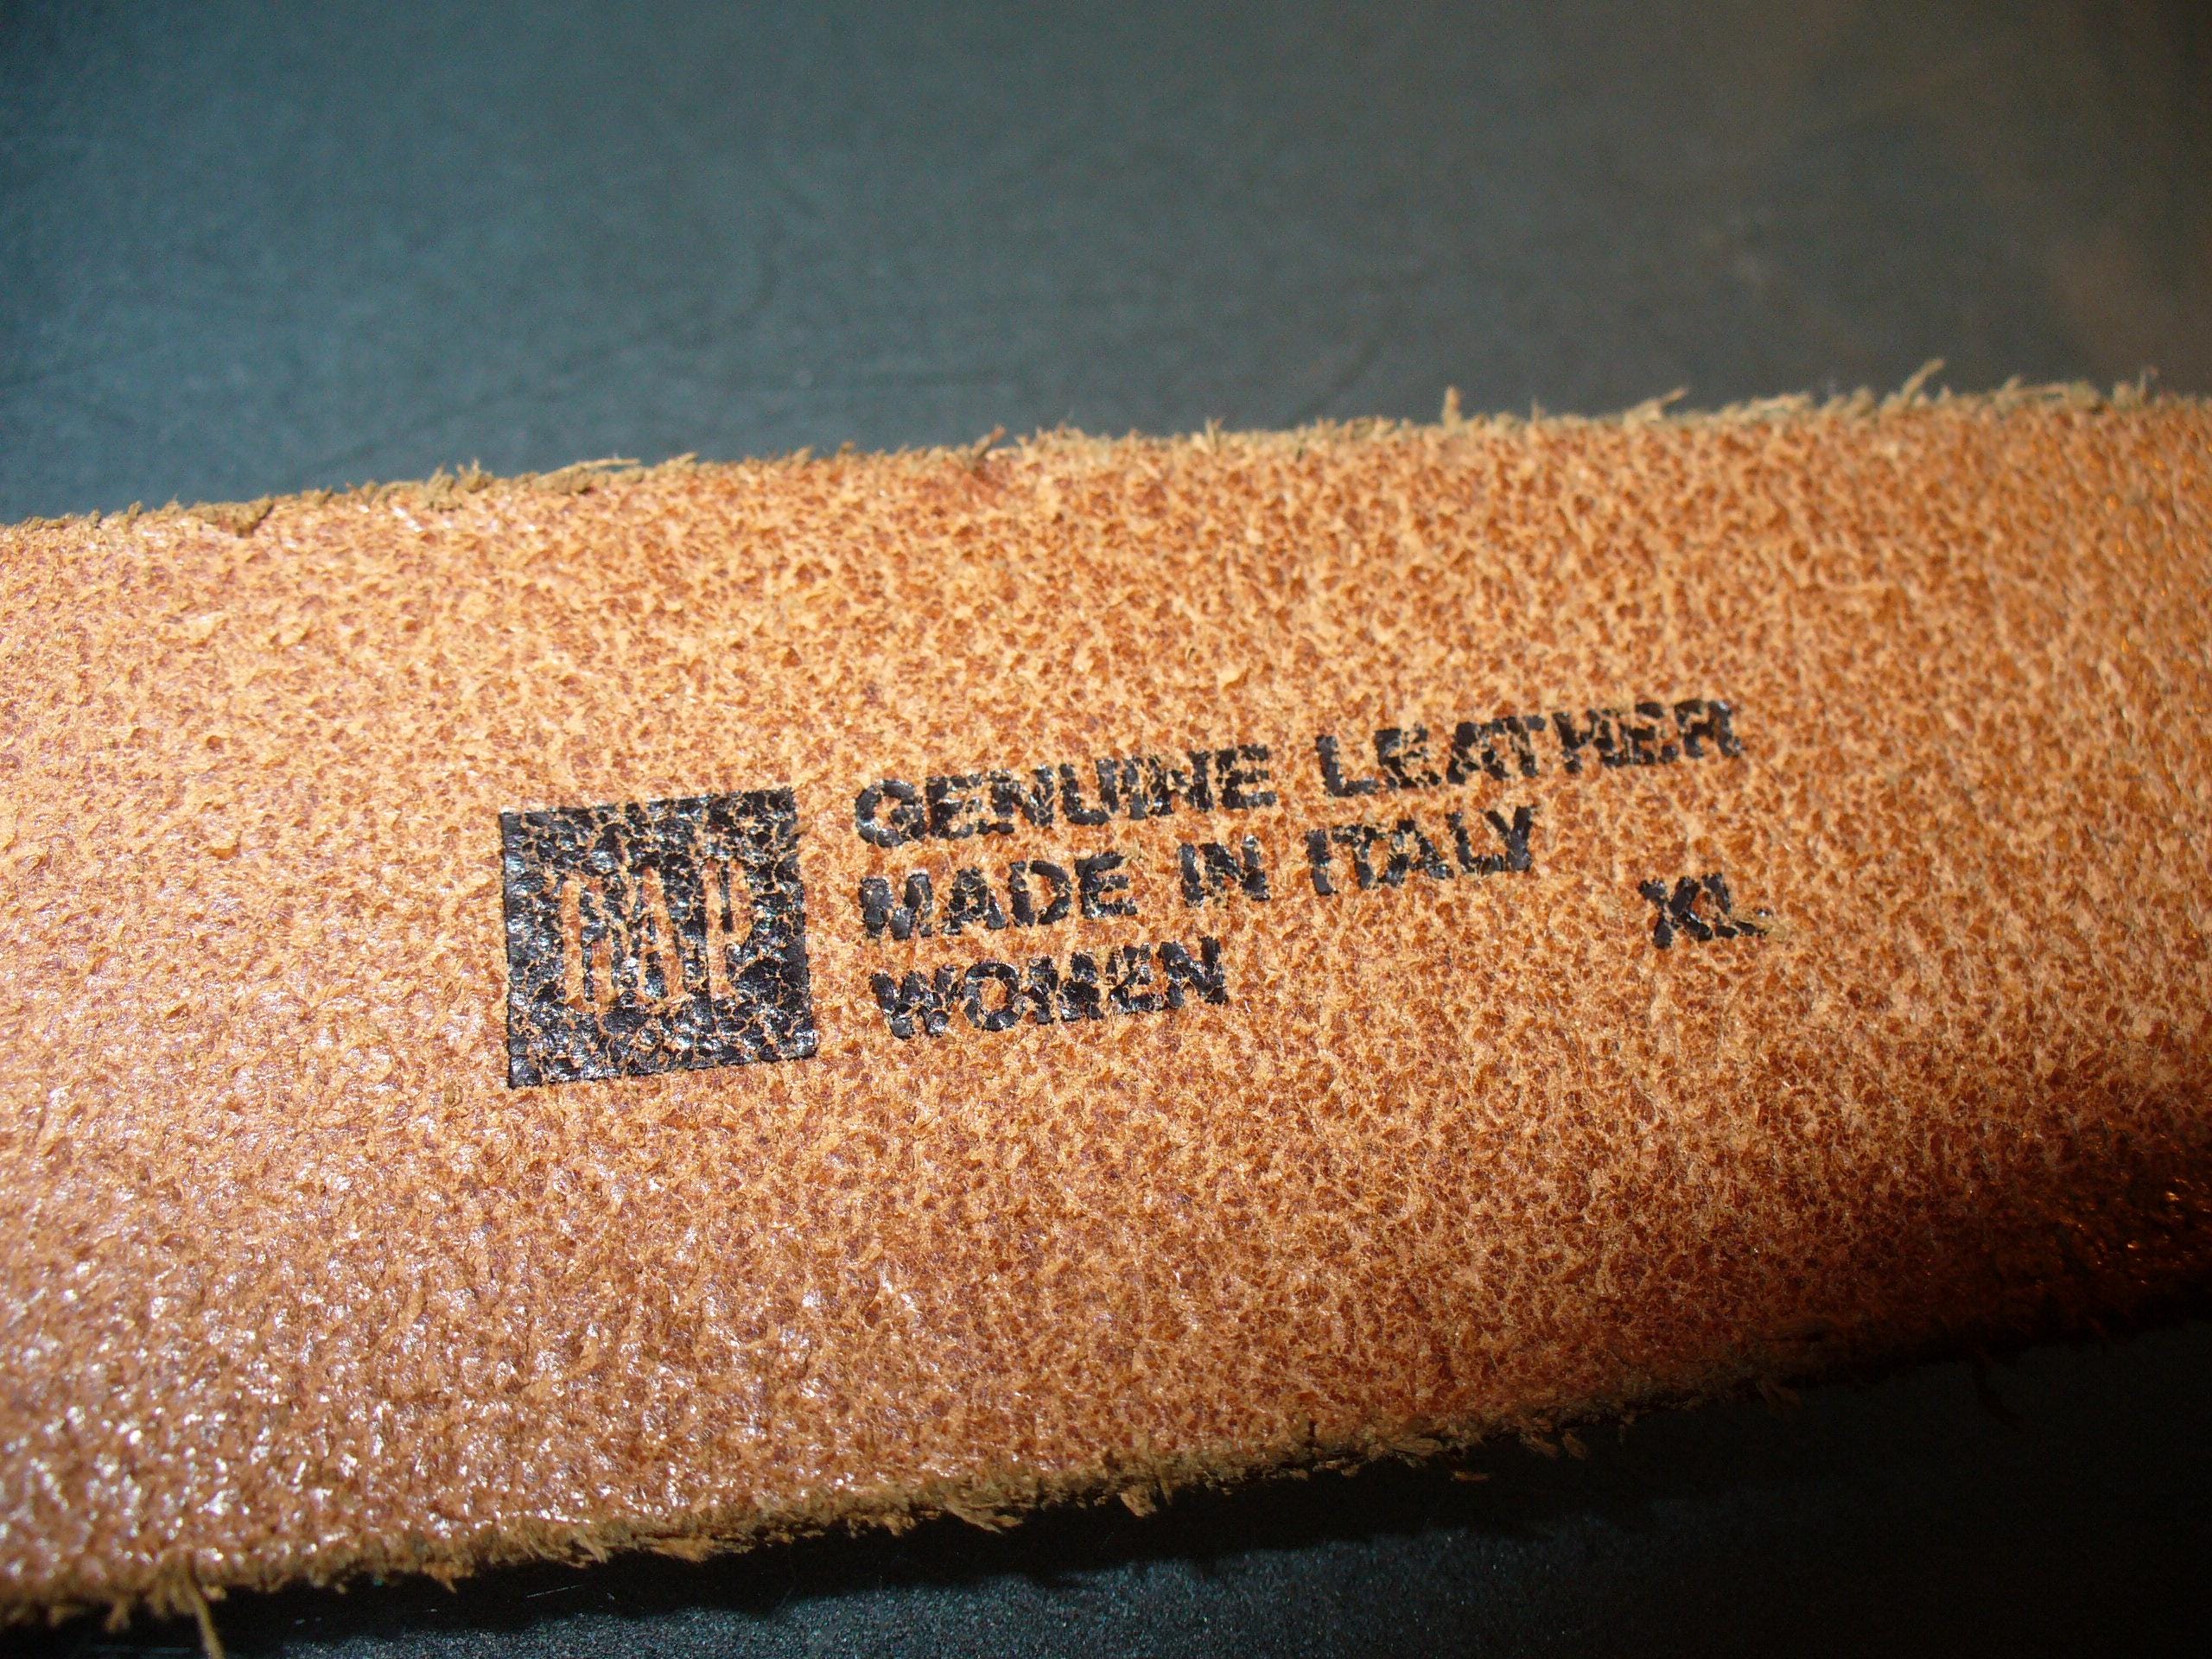 GAP
GENUINE LEATHER
MADE IN ITALY
WOMEN XL